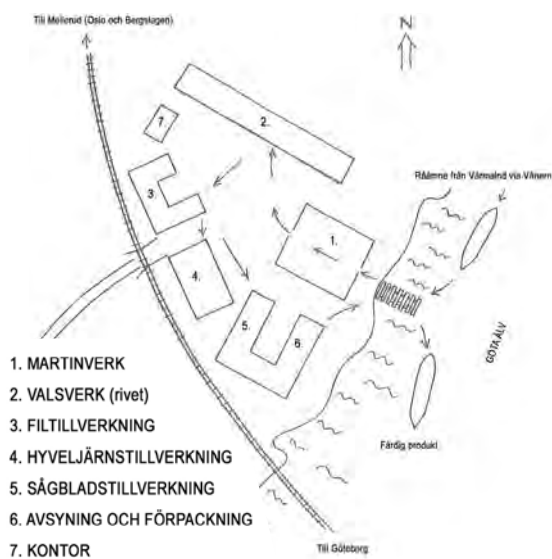 Till Mellerud (Oslo och Bergslagen)
N
7.
2.
3.
Råämne från Värmalnd via Vänern
1.
4.
5.
6.
GÖTA ÄLV
1. MARTINVERK
2. VALSVERK (rivet)
3. FILTILLVERKNING
4. HYVELJÄRNSTILLVERKNING
5. SÅGBLADSTILLVERKNING
6. AVSYNING OCH FÖRPACKNING
7. KONTOR
Färdig produkt
Till Göteborg